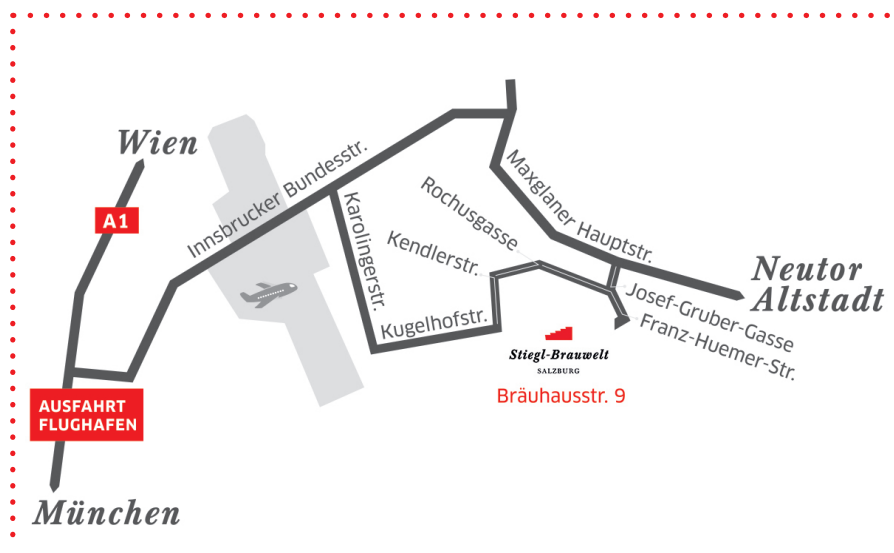 Wien
A1
Innsbrucker Bundesstr.
Karolingerstr.
Maxglaner Hauptstr.
Rochusgasse
Kendlerstr.
Kugelhofstr.
Neutor
Altstadt
Josef-Gruber-Gasse
Franz-Huemer-Str.
Stiegl-Brauwelt
SALZBURG
Bräuhausstr. 9
AUSFAHRT
FLUGHAFEN
München